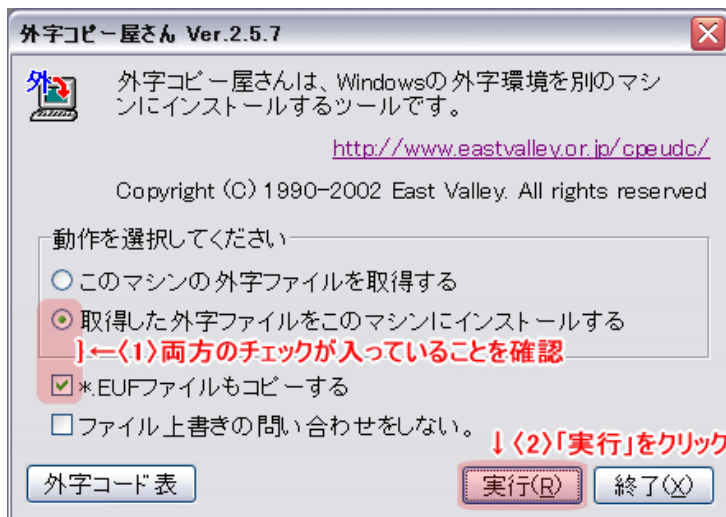 外字コピー屋さん Ver.2.5.7
外
外字コピー屋さんは、Windowsの外字環境を別のマシ
ンにインストールするツールです。
http://www.eastvalley.or.jp/cpeudc/
Copyright (C) 1990-2002 East Valley. All rights reserved
動作を選択してください
このマシンの外字ファイルを取得する
取得した外字ファイルをこのマシンにインストールする
}←〈1〉両方のチェックが入っていることを確認
*.EUFファイルもコピーする
ファイル上書きの問い合わせをしない。
↓〈2〉「実行」をクリック
外字コード表
実行(R)
終了(X)